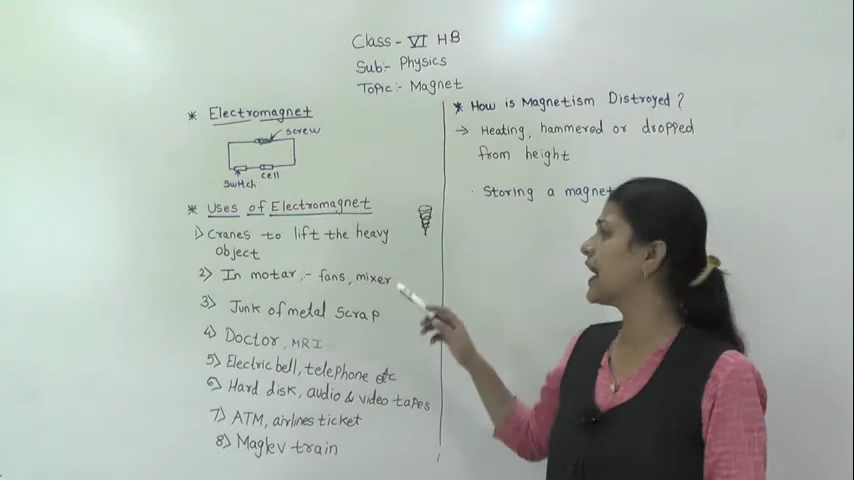 Class - VI HB
Sub:- Physics
Topic:- Magnet
* Electromagnet
screw
switch
cell
* Uses of Electromagnet
1) Cranes to lift the heavy
object
2) In motar :- fans, mixer
3) Junk of metal scrap
4) Doctor, MRI
5) Electric bell, telephone etc
6) Hard disk, audio & video tapes
7) ATM, airlines ticket
8) Maglev train
* How is Magnetism Distroyed?
→ Heating, hammered or dropped
from height
· Storing a magnet